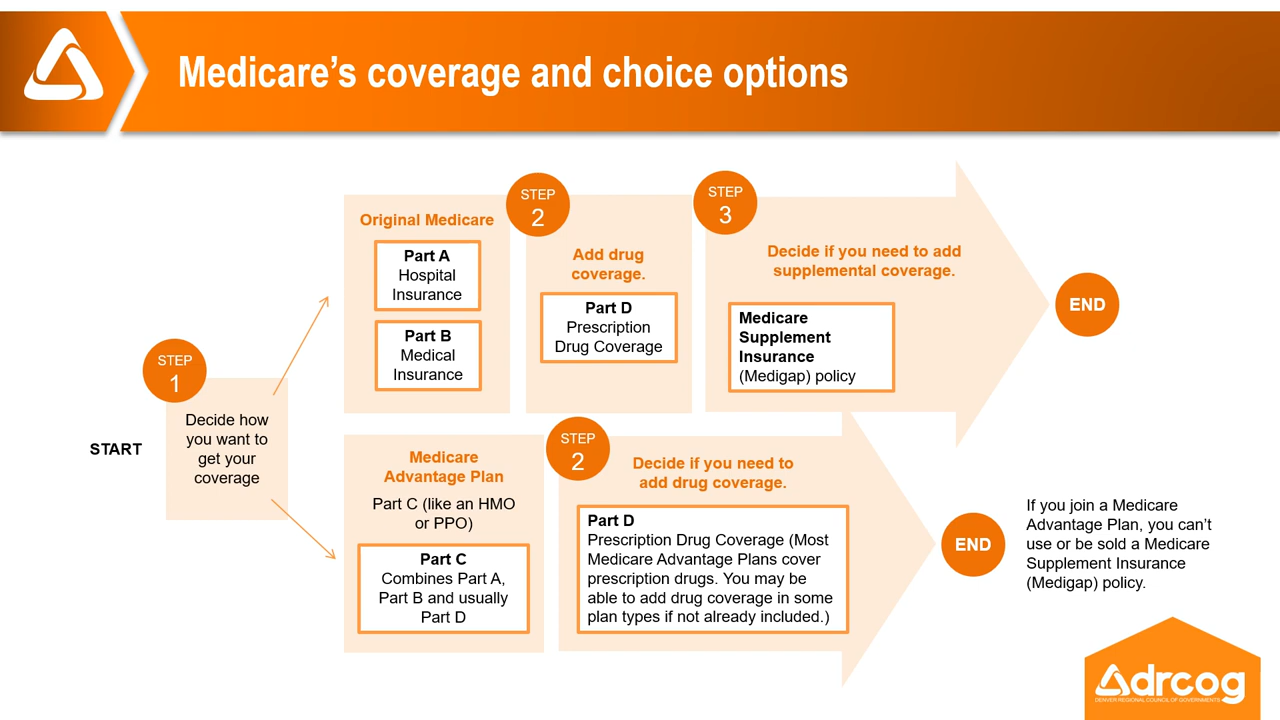 Medicare’s coverage and choice options
START
STEP
1
Decide how
you want to
get your
coverage
Original Medicare
Part A
Hospital
Insurance
Part B
Medical
Insurance
STEP
2
Add drug
coverage.
Part D
Prescription
Drug Coverage
STEP
3
Decide if you need to add
supplemental coverage.
Medicare
Supplement
Insurance
(Medigap) policy
END
Medicare
Advantage Plan
Part C (like an HMO
or PPO)
Part C
Combines Part A,
Part B and usually
Part D
STEP
2
Decide if you need to
add drug coverage.
Part D
Prescription Drug Coverage (Most
Medicare Advantage Plans cover
prescription drugs. You may be
able to add drug coverage in some
plan types if not already included.)
END
If you join a Medicare
Advantage Plan, you can’t
use or be sold a Medicare
Supplement Insurance
(Medigap) policy.
drcog
DENVER REGIONAL COUNCIL OF GOVERNMENTS